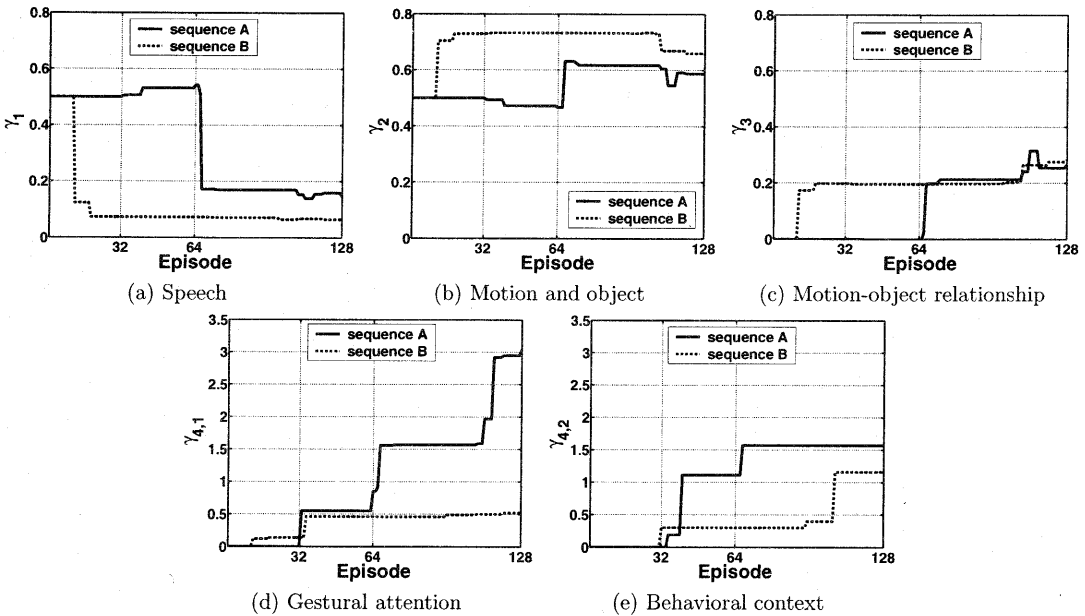 0.8
0.6
0.4
0.2
0
γ1
sequence A
sequence B
32
64
128
Episode
(a) Speech
0.8
0.6
0.4
0.2
0
γ2
sequence A
sequence B
32
64
128
Episode
(b) Motion and object
0.8
0.6
0.4
0.2
0
γ3
sequence A
sequence B
32
64
128
Episode
(c) Motion-object relationship
3.5
3
2.5
2
1.5
1
0.5
0
γ4,1
sequence A
sequence B
32
64
128
Episode
(d) Gestural attention
3.5
3
2.5
2
1.5
1
0.5
0
γ4,2
sequence A
sequence B
32
64
128
Episode
(e) Behavioral context